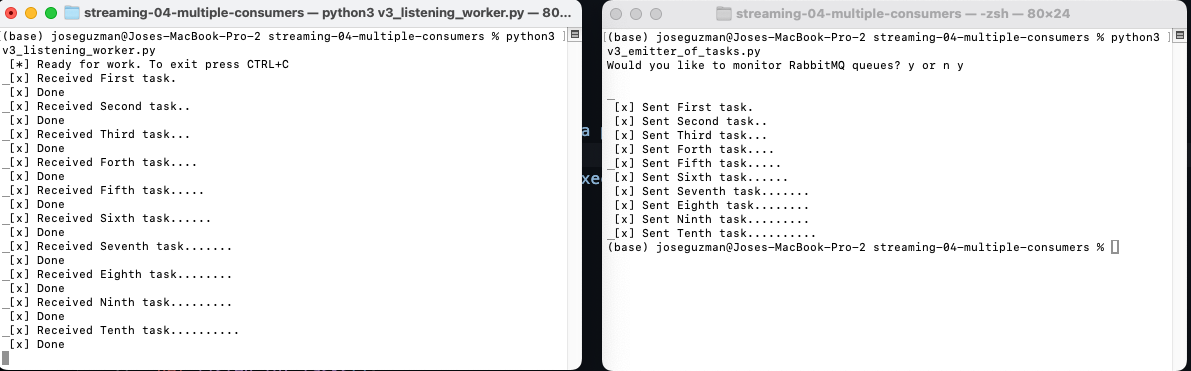 streaming-04-multiple-consumers — python3 v3_listening_worker.py — 80...
(base) joseguzman@Joses-MacBook-Pro-2 streaming-04-multiple-consumers % python3
v3_listening_worker.py
[*] Ready for work. To exit press CTRL+C
[x] Received First task.
[x] Done
[x] Received Second task..
[x] Done
[x] Received Third task...
[x] Done
[x] Received Forth task....
[x] Done
[x] Received Fifth task.....
[x] Done
[x] Received Sixth task......
[x] Done
[x] Received Seventh task.......
[x] Done
[x] Received Eighth task........
[x] Done
[x] Received Ninth task.........
[x] Done
[x] Received Tenth task..........
[x] Done
streaming-04-multiple-consumers — -zsh — 80×24
(base) joseguzman@Joses-MacBook-Pro-2 streaming-04-multiple-consumers % python3
v3_emitter_of_tasks.py
Would you like to monitor RabbitMQ queues? y or n y
[x] Sent First task.
[x] Sent Second task..
[x] Sent Third task...
[x] Sent Forth task....
[x] Sent Fifth task.....
[x] Sent Sixth task......
[x] Sent Seventh task.......
[x] Sent Eighth task........
[x] Sent Ninth task.........
[x] Sent Tenth task..........
(base) joseguzman@Joses-MacBook-Pro-2 streaming-04-multiple-consumers %